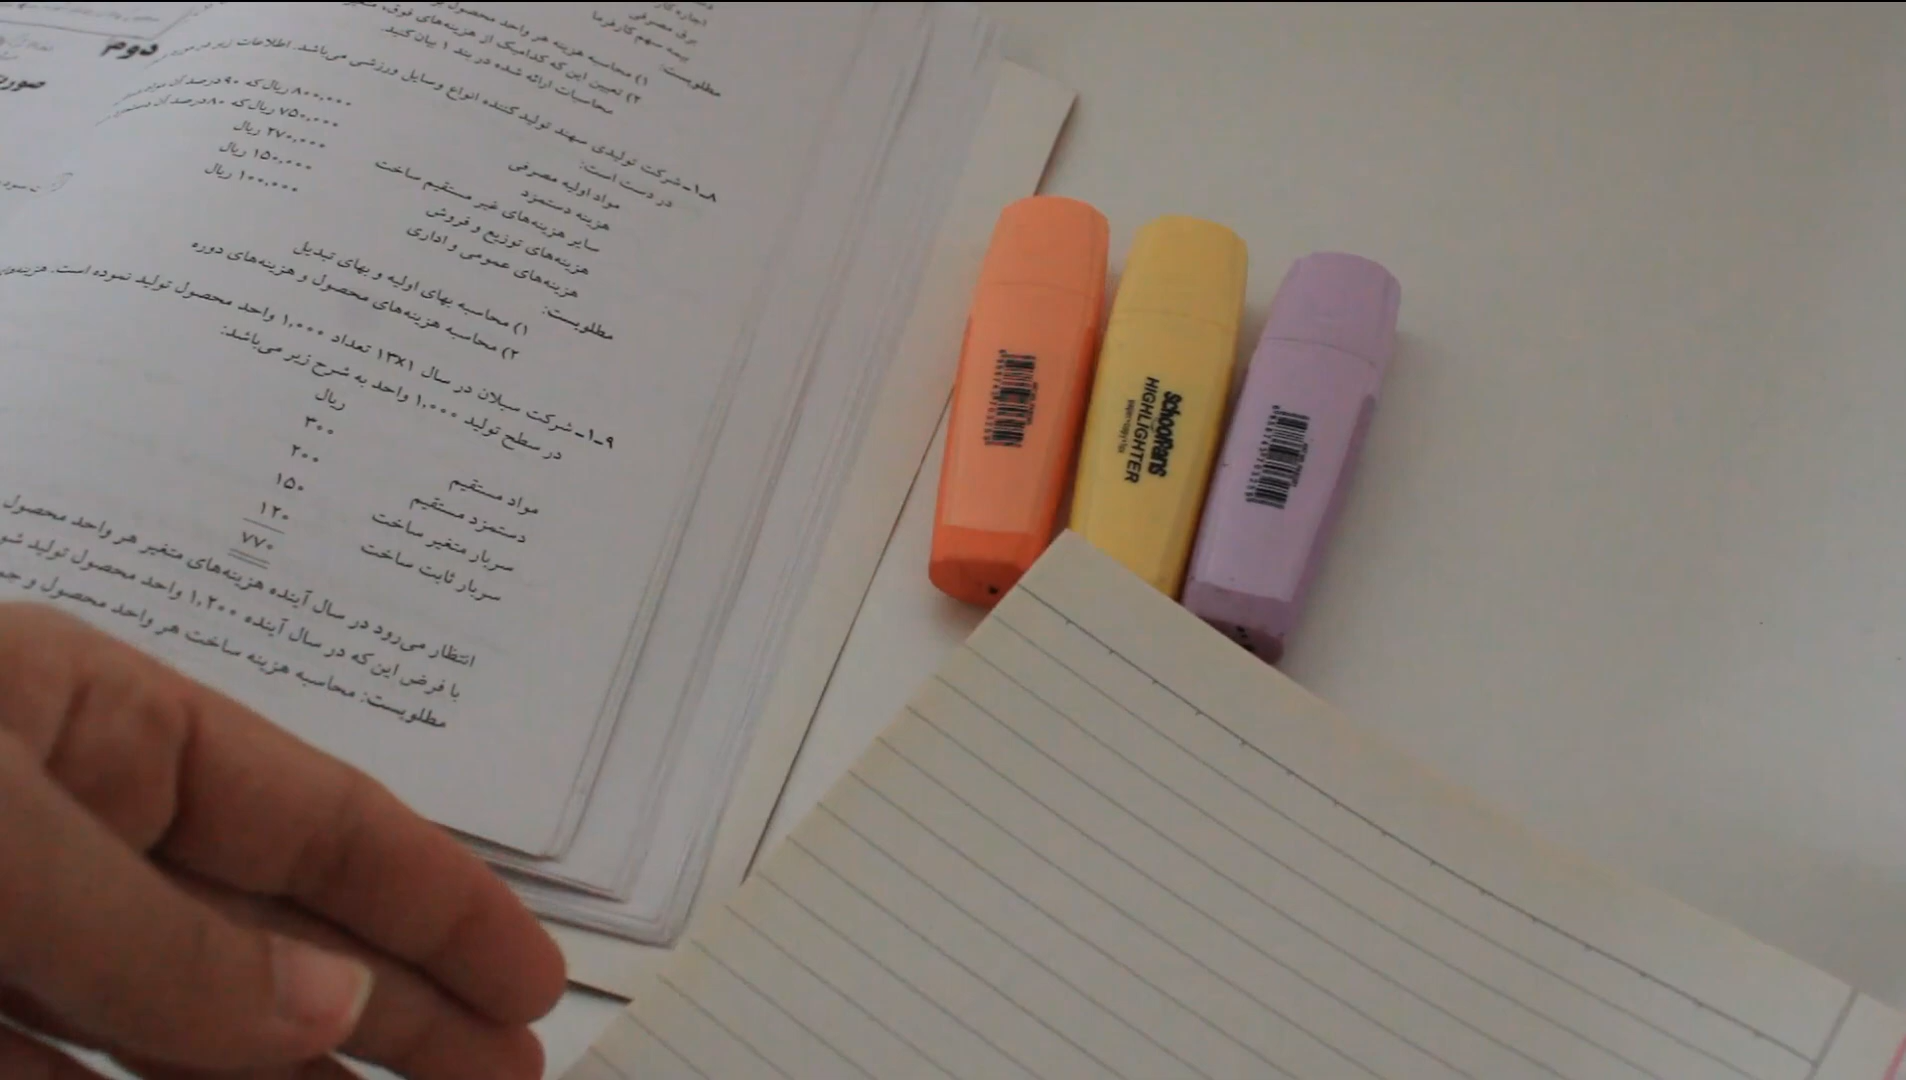 اجاره کار
برق مصرفی
بیمه سهم کارفرما
مطلوبست: ۱) محاسبه هزینه هر واحد محصول
۲) تعیین این که کدامیک از هزینه‌های فوق،
محاسبات ارائه شده در بند ۱ بیان کنید.
۸-۱- شرکت تولیدی سهند تولید کننده انواع وسایل ورزشی می‌باشد. اطلاعات زیر در
در دست است:
مواد اولیه مصرفی ۸۰۰,۰۰۰ ریال که ۹۰ درصد آن مواد
هزینه دستمزد ۷۵۰,۰۰۰ ریال که ۸۰ درصد آن
سایر هزینه‌های غیر مستقیم ساخت ۲۷۰,۰۰۰ ریال
هزینه‌های توزیع و فروش ۱۵۰,۰۰۰ ریال
هزینه‌های عمومی و اداری ۱۰۰,۰۰۰ ریال
مطلوبست: ۱) محاسبه بهای اولیه و بهای تبدیل
۲) محاسبه هزینه‌های محصول و هزینه‌های دوره
۹-۱- شرکت سبلان در سال ۱۳x۱ تعداد ۱,۰۰۰ واحد محصول تولید نموده است.
در سطح تولید ۱,۰۰۰ واحد به شرح زیر می‌باشد:
ریال
مواد مستقیم ۳۰۰
دستمزد مستقیم ۲۰۰
سربار متغیر ساخت ۱۵۰
سربار ثابت ساخت ۱۲۰
۷۷۰
انتظار می‌رود در سال آینده هزینه‌های متغیر هر واحد محصول
با فرض این که در سال آینده ۱,۲۰۰ واحد محصول تولید
مطلوبست: محاسبه هزینه ساخت هر واحد محصول و
دوم
schoolPens
HIGHLIGHTER